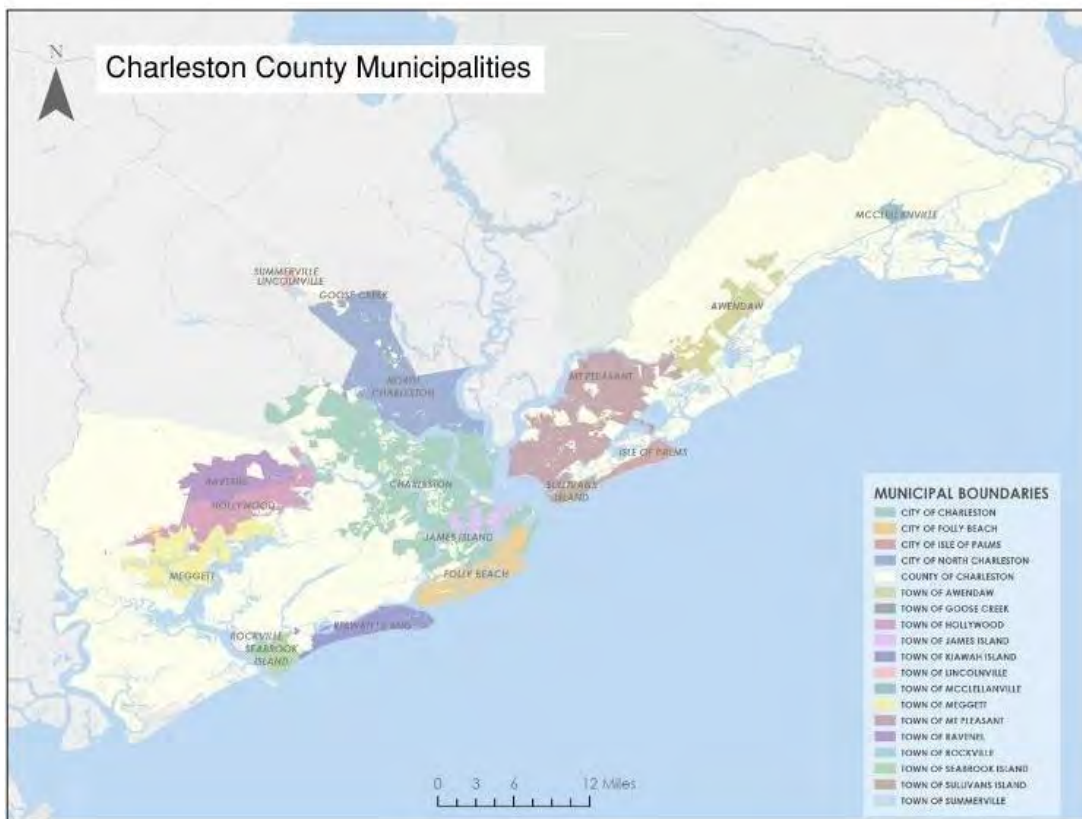 N
Charleston County Municipalities
MCCLELLANVILLE
SUMMERVILLE
LINCOLNVILLE
GOOSE CREEK
AWENDAW
NORTH
CHARLESTON
MT PLEASANT
ISLE OF PALMS
RAVENEL
HOLLYWOOD
CHARLESTON
SULLIVANS
ISLAND
JAMES ISLAND
MEGGETT
FOLLY BEACH
KIAWAH ISLAND
ROCKVILLE
SEABROOK
ISLAND
MUNICIPAL BOUNDARIES
CITY OF CHARLESTON
CITY OF FOLLY BEACH
CITY OF ISLE OF PALMS
CITY OF NORTH CHARLESTON
COUNTY OF CHARLESTON
TOWN OF AWENDAW
TOWN OF GOOSE CREEK
TOWN OF HOLLYWOOD
TOWN OF JAMES ISLAND
TOWN OF KIAWAH ISLAND
TOWN OF LINCOLNVILLE
TOWN OF MCCLELLANVILLE
TOWN OF MEGGETT
TOWN OF MT PLEASANT
TOWN OF RAVENEL
TOWN OF ROCKVILLE
TOWN OF SEABROOK ISLAND
TOWN OF SULLIVANS ISLAND
TOWN OF SUMMERVILLE
0 3 6 12 Miles